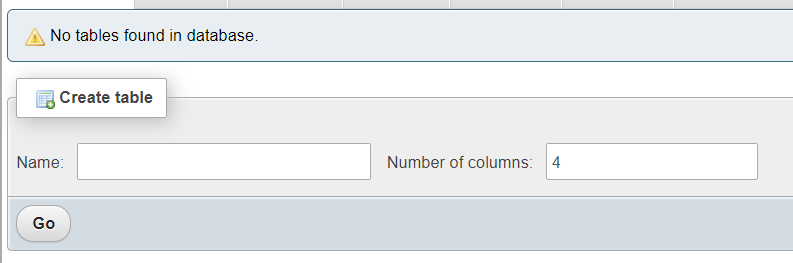 No tables found in database.
Create table
Name: Number of columns: 4
Go